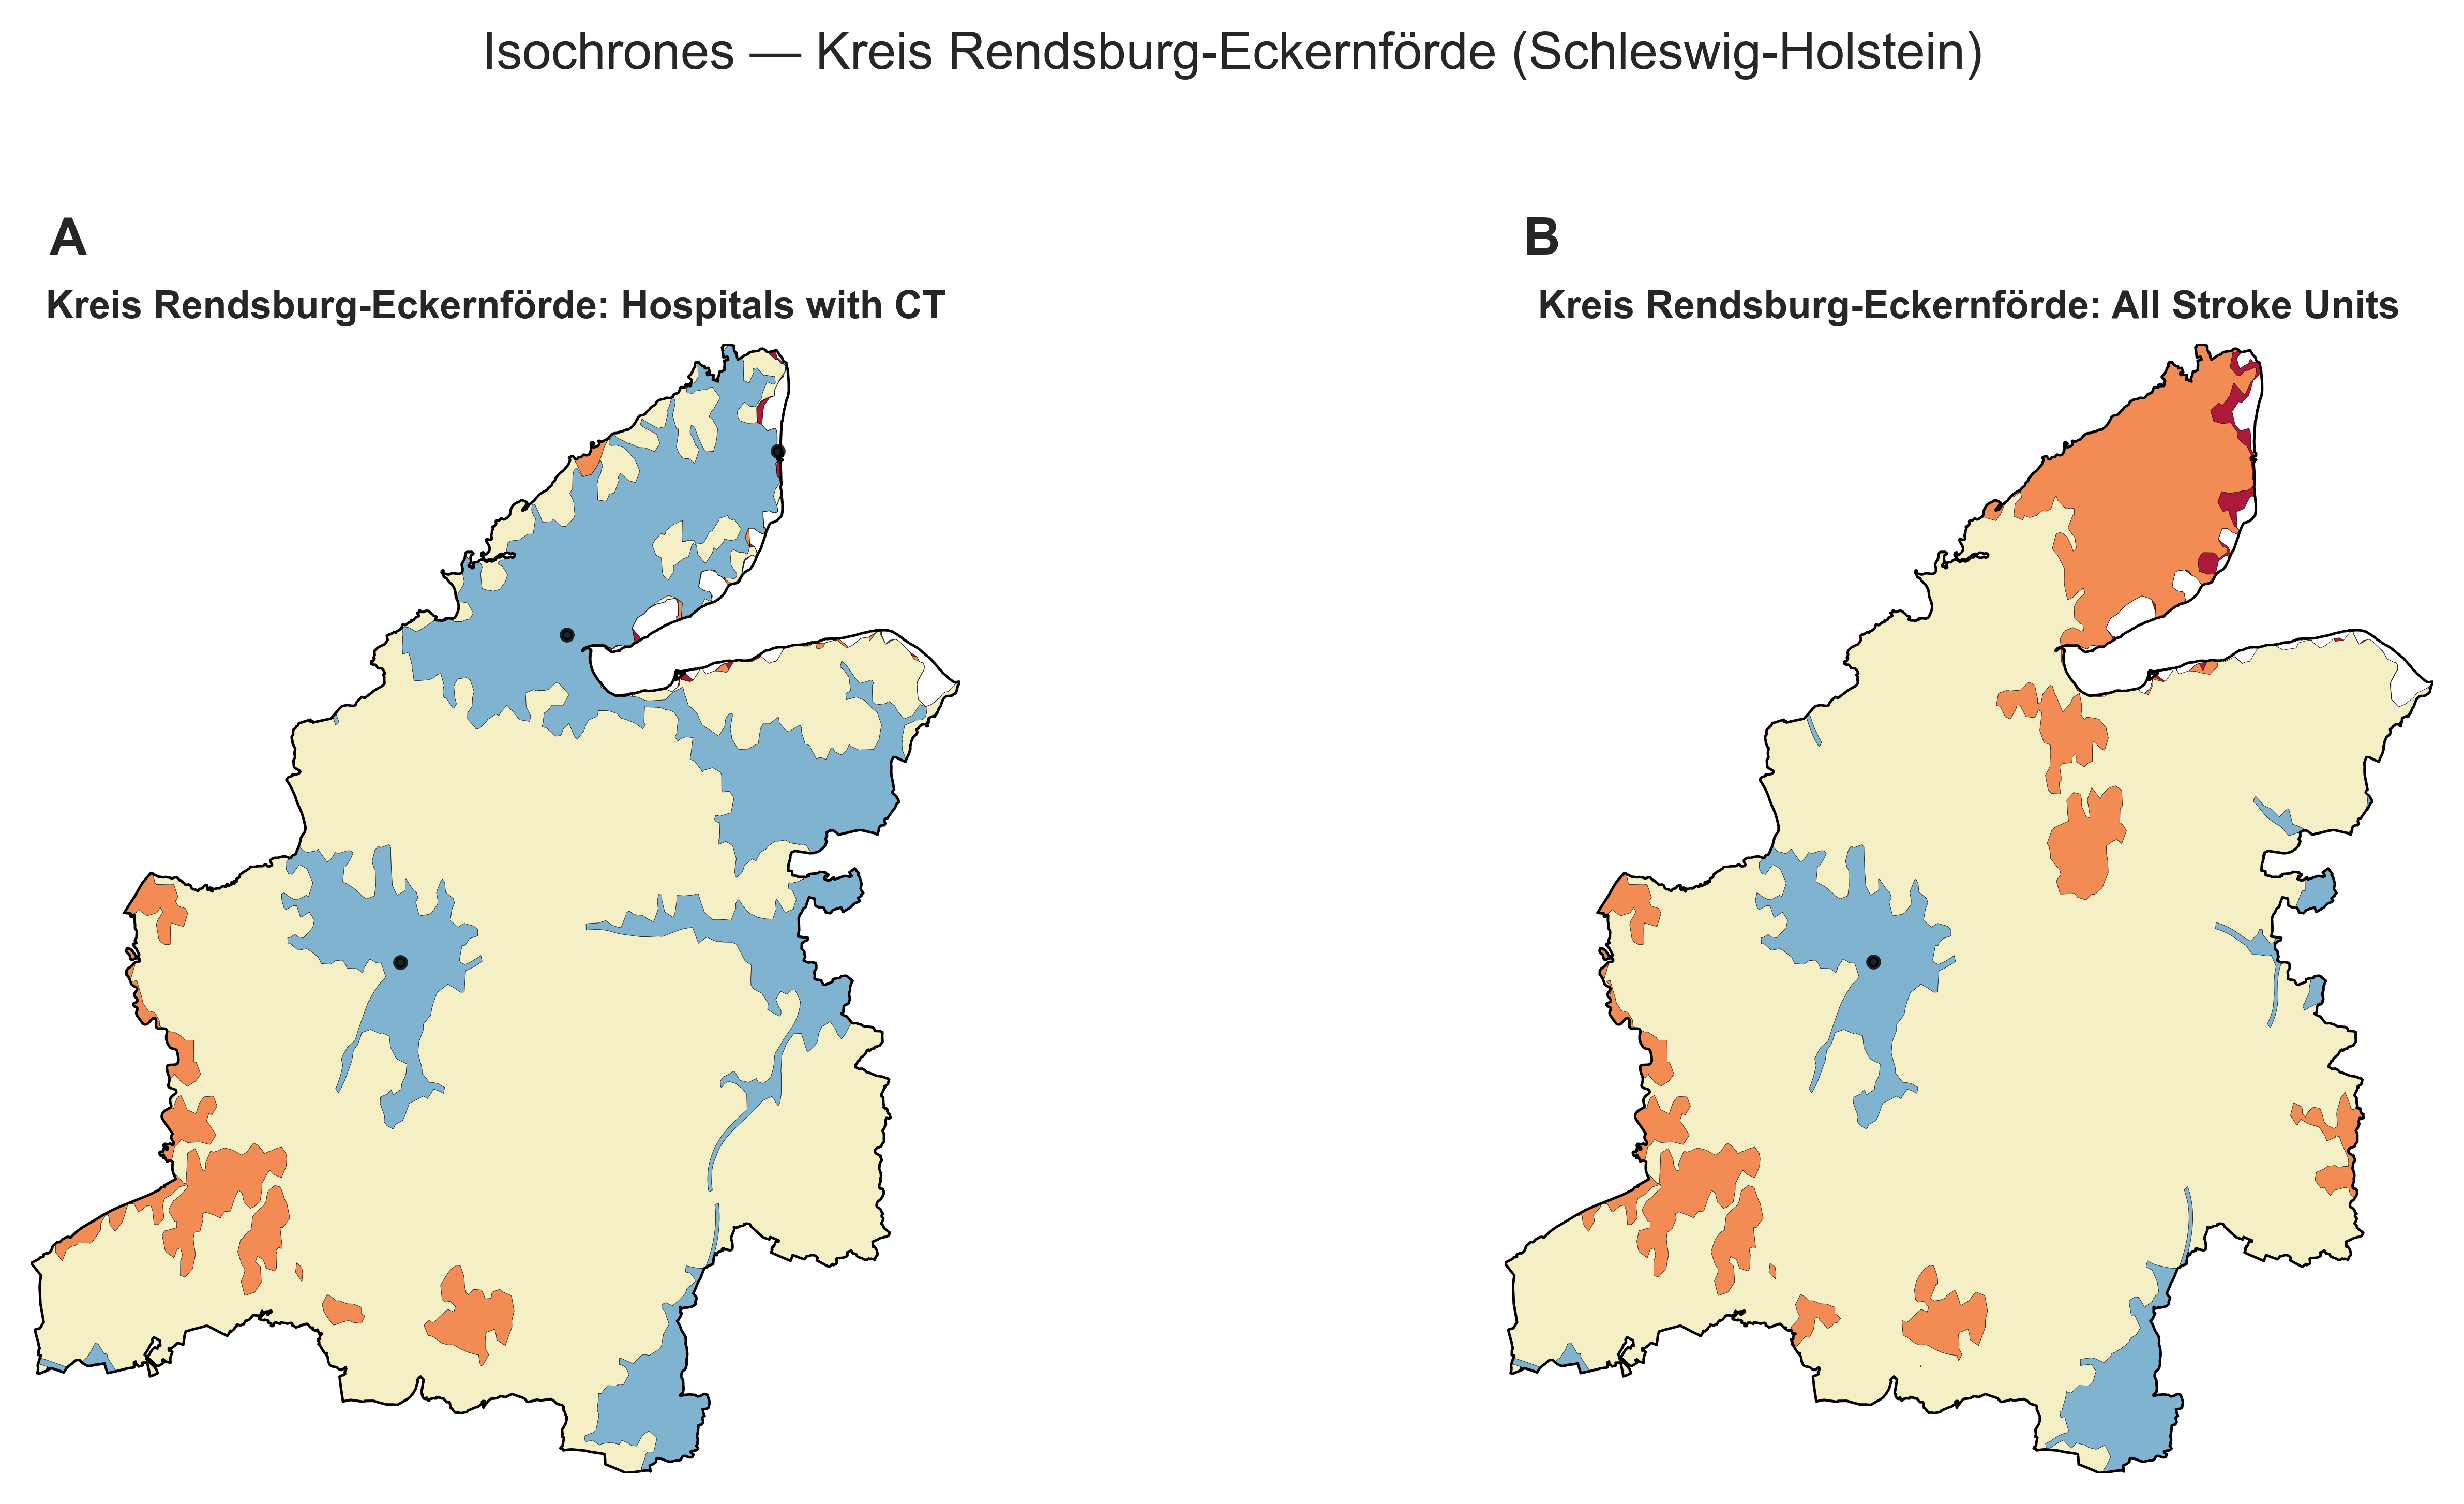 Isochrones — Kreis Rendsburg-Eckernförde (Schleswig-Holstein)
A
Kreis Rendsburg-Eckernförde: Hospitals with CT
B
Kreis Rendsburg-Eckernförde: All Stroke Units